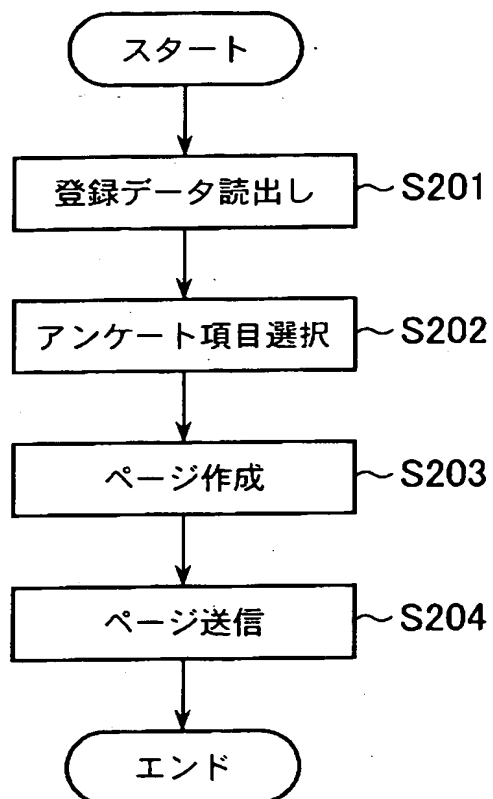 スタート
登録データ読出し
S201
アンケート項目選択
S202
ページ作成
S203
ページ送信
S204
エンド